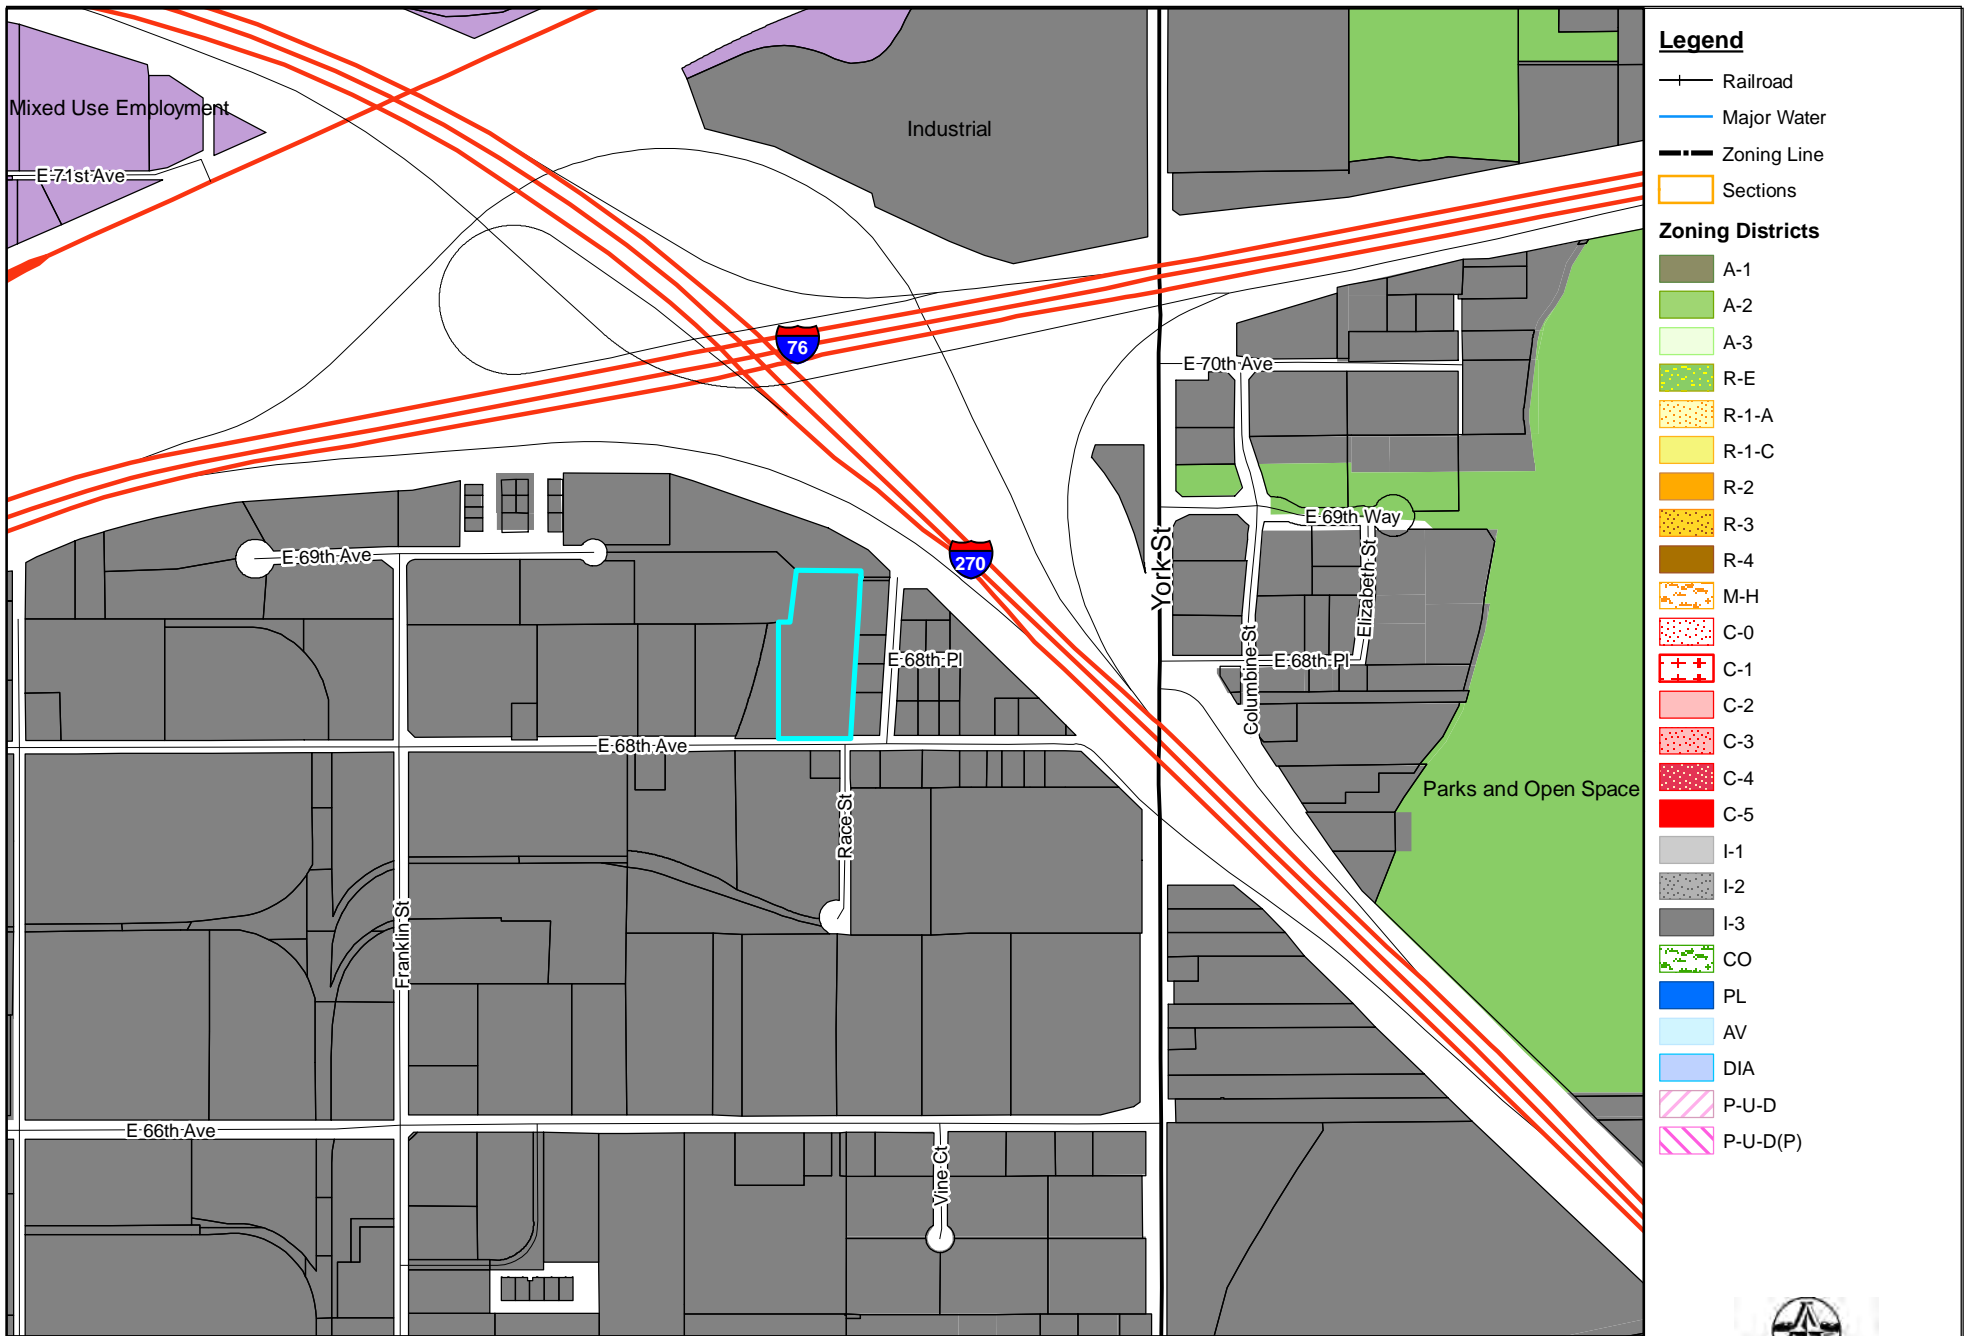 Mixed Use Employment
Industrial
E 71st Ave
76
E 70th Ave
E 69th Way
E 69th Ave
270
York St
Elizabeth St
E 68th Pl
E 68th Pl
Columbine St
E 68th Ave
Race St
Parks and Open Space
Franklin St
E 66th Ave
Vine Ct
Legend
Railroad
Major Water
Zoning Line
Sections
Zoning Districts
A-1
A-2
A-3
R-E
R-1-A
R-1-C
R-2
R-3
R-4
M-H
C-0
C-1
C-2
C-3
C-4
C-5
I-1
I-2
I-3
CO
PL
AV
DIA
P-U-D
P-U-D(P)